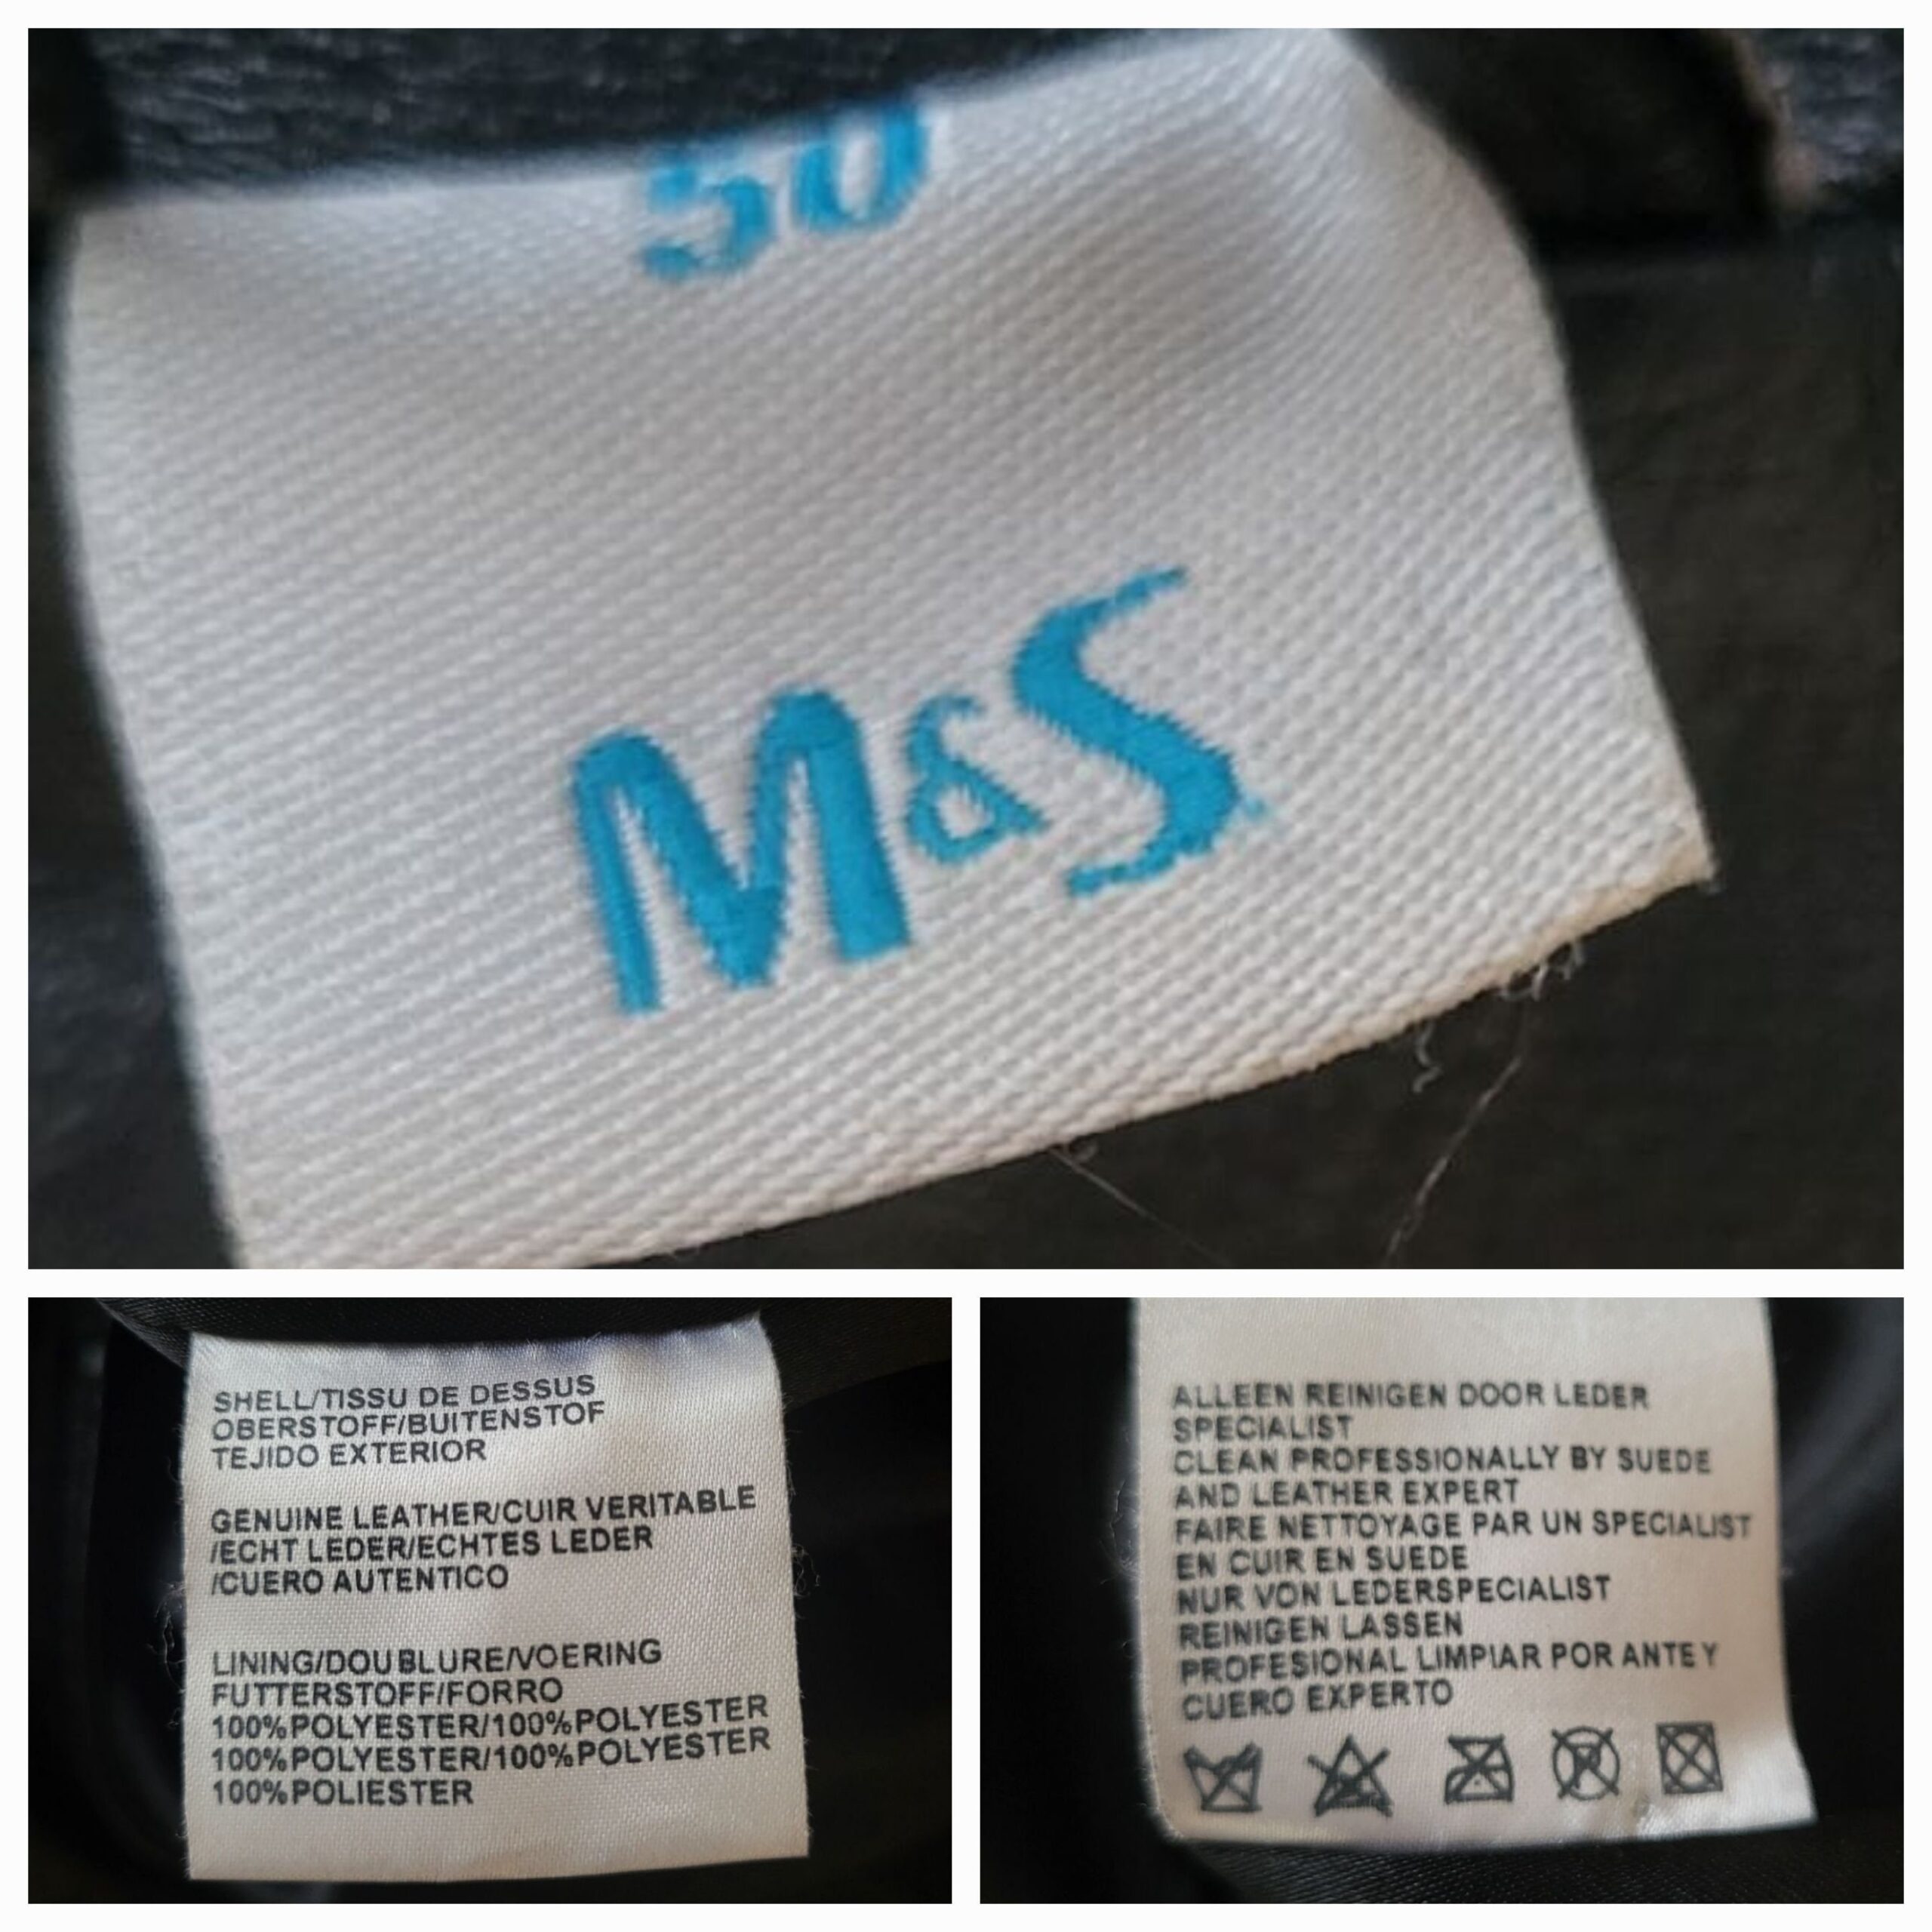 50
M&S
SHELL/TISSU DE DESSUS
OBERSTOFF/BUITENSTOF
TEJIDO EXTERIOR
GENUINE LEATHER/CUIR VERITABLE
/ECHT LEDER/ECHTES LEDER
/CUERO AUTENTICO
LINING/DOUBLURE/VOERING
FUTTERSTOFF/FORRO
100%POLYESTER/100%POLYESTER
100%POLYESTER/100%POLYESTER
100%POLIESTER
ALLEEN REINIGEN DOOR LEDER
SPECIALIST
CLEAN PROFESSIONALLY BY SUEDE
AND LEATHER EXPERT
FAIRE NETTOYAGE PAR UN SPECIALIST
EN CUIR EN SUEDE
NUR VON LEDERSPECIALIST
REINIGEN LASSEN
PROFESIONAL LIMPIAR POR ANTE Y
CUERO EXPERTO
P